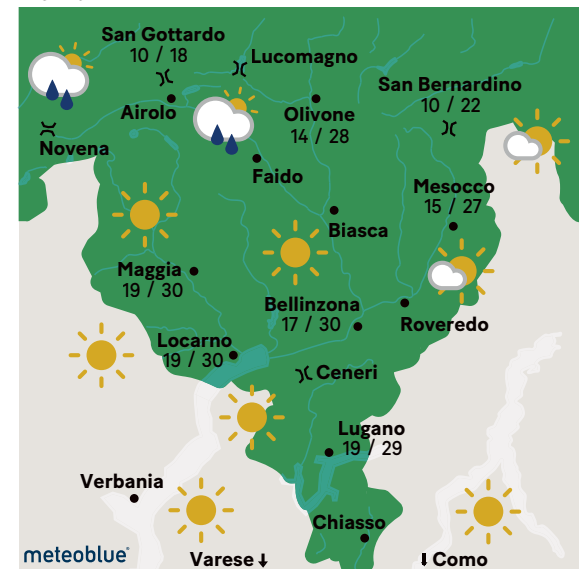 San Gottardo
10 / 18
Lucomagno
San Bernardino
10 / 22
Airolo
Olivone
14 / 28
Novena
Faido
Mesocco
15 / 27
Biasca
Maggia
19 / 30
Bellinzona
17 / 30
Roveredo
Locarno
19 / 30
Ceneri
Lugano
19 / 29
Verbania
Chiasso
meteoblue®
Varese ↓
↓ Como